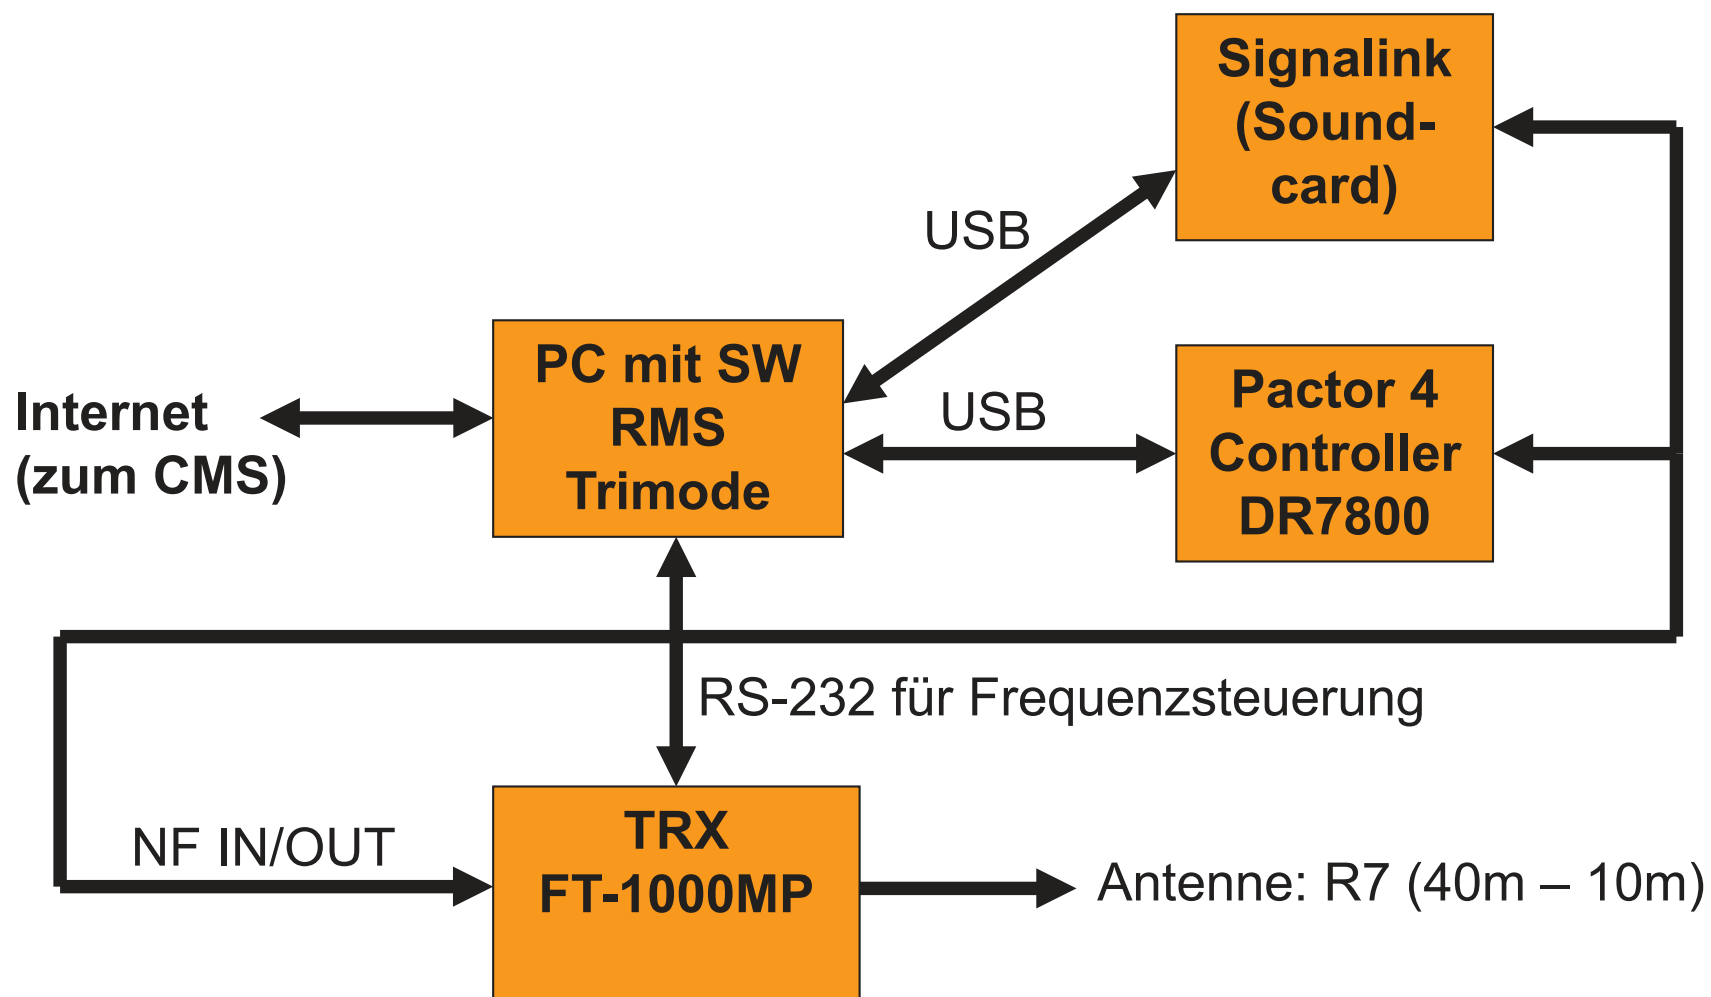 Signalink
(Sound-
card)
USB
PC mit SW
RMS
Trimode
Internet
(zum CMS)
USB
Pactor 4
Controller
DR7800
RS-232 für Frequenzsteuerung
NF IN/OUT
TRX
FT-1000MP
Antenne: R7 (40m – 10m)